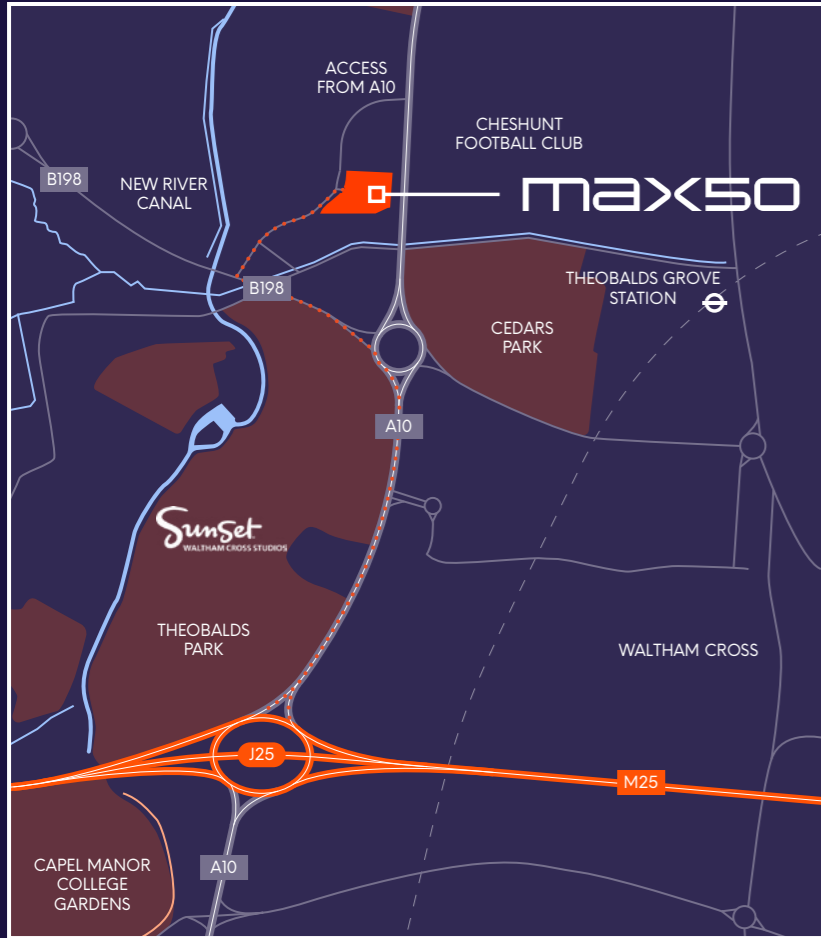 ACCESS
FROM A10
CHESHUNT
FOOTBALL CLUB
B198
NEW RIVER
CANAL
max50
B198
THEOBALDS GROVE
STATION
CEDARS
PARK
A10
SunSet
WALTHAM CROSS STUDIOS
THEOBALDS
PARK
WALTHAM CROSS
J25
M25
CAPEL MANOR
COLLEGE
GARDENS
A10